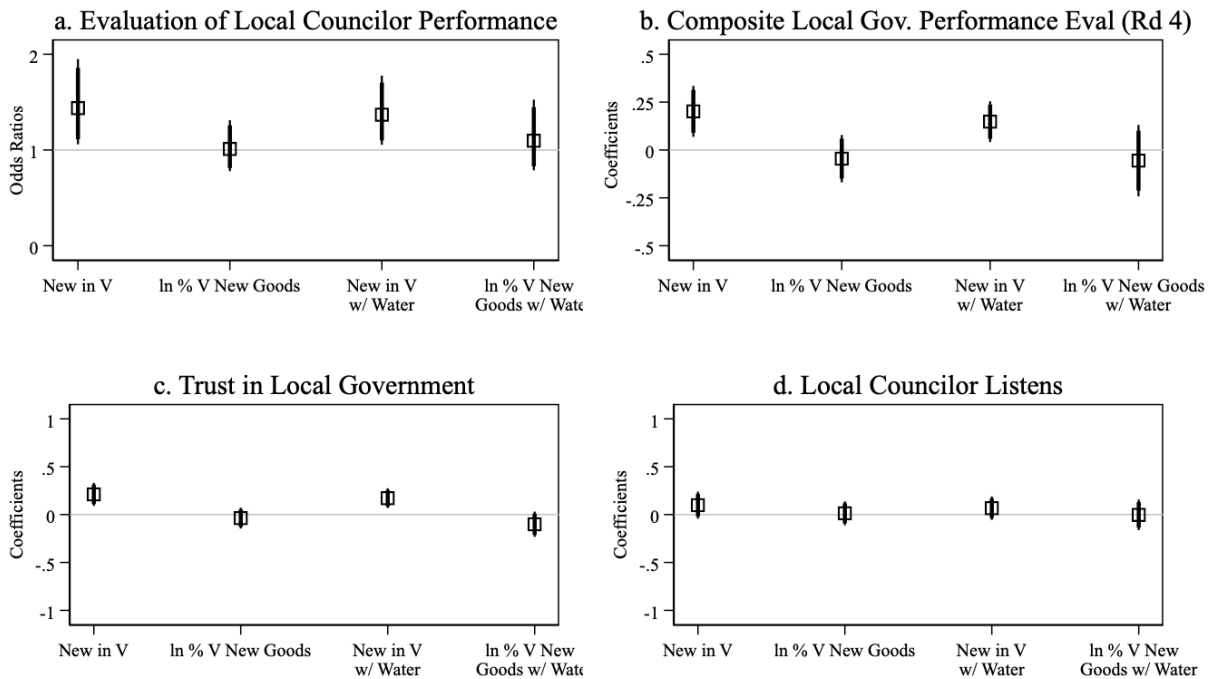 a. Evaluation of Local Councilor Performance
Odds Ratios
2
1
0
New in V
ln % V New Goods
New in V
w/ Water
ln % V New
Goods w/ Wate
b. Composite Local Gov. Performance Eval (Rd 4)
Coefficients
.5
.25
0
-.25
-.5
New in V
ln % V New Goods
New in V
w/ Water
ln % V New Goods
w/ Water
c. Trust in Local Government
Coefficients
1
.5
0
-.5
-1
New in V
ln % V New Goods
New in V
w/ Water
ln % V New
Goods w/ Wate
d. Local Councilor Listens
Coefficients
1
.5
0
-.5
-1
New in V
ln % V New Goods
New in V
w/ Water
ln % V New
Goods w/ Water